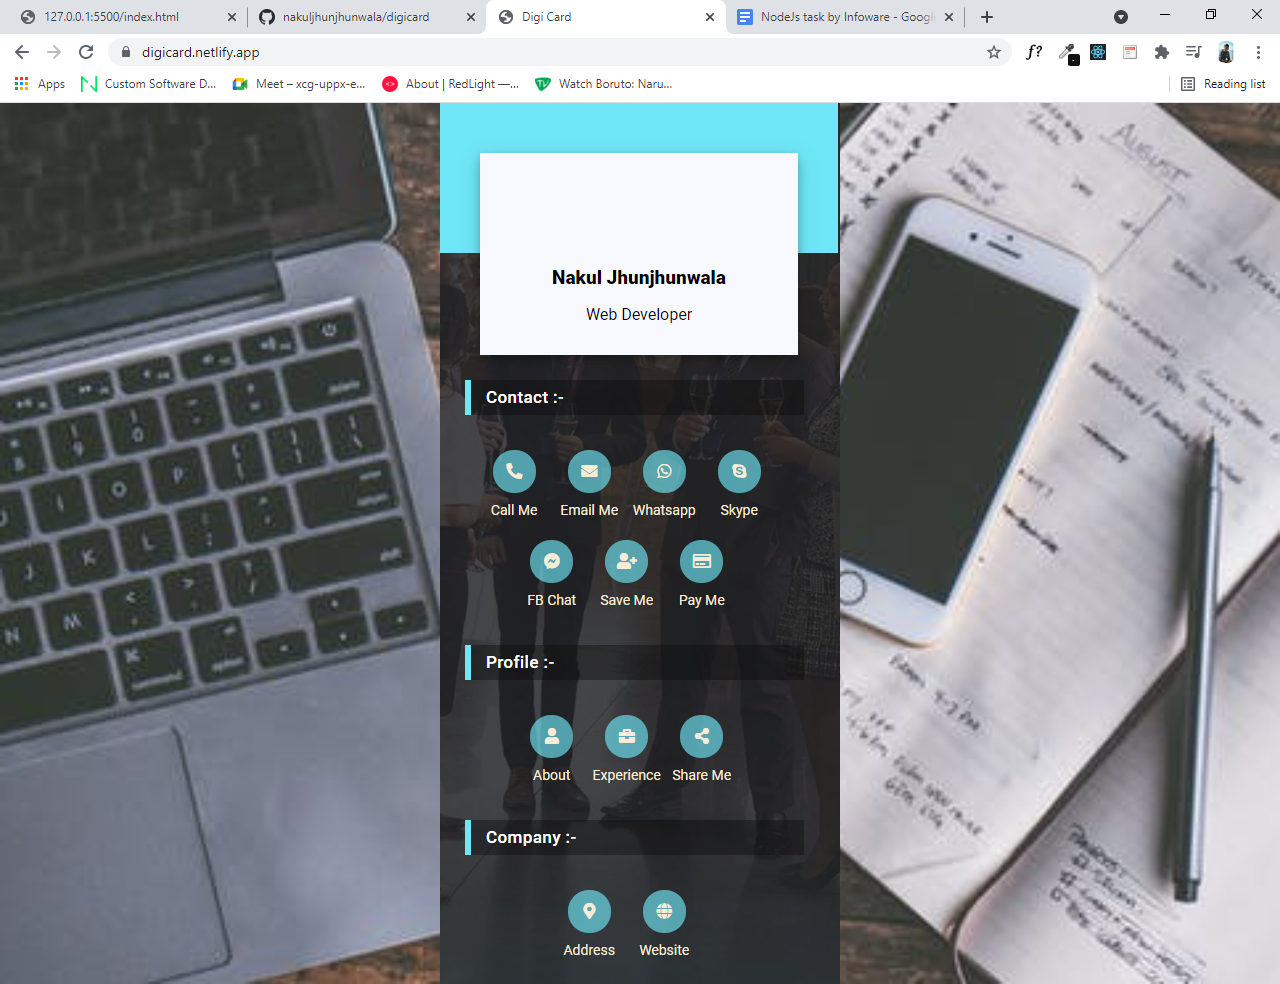 127.0.0.1:5500/index.html
nakuljhunjhunwala/digicard
Digi Card
NodeJs task by Infoware - Googl
digicard.netlify.app
f?
Apps
Custom Software D...
Meet – xcg-uppx-e...
About | RedLight —...
Watch Boruto: Naru...
Reading list
AUGUST
Nakul Jhunjhunwala
Web Developer
Contact :-
Call Me
Email Me
Whatsapp
Skype
FB Chat
Save Me
Pay Me
Profile :-
About
Experience
Share Me
Company :-
Address
Website